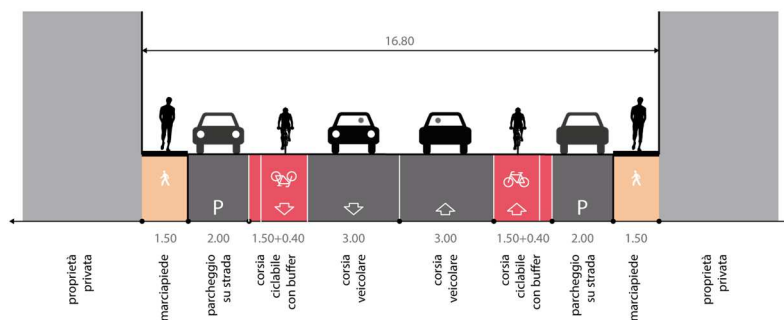 16.80
P
P
1.50
2.00
1.50+0.40
3.00
3.00
1.50+0.40
2.00
1.50
proprietà
privata
marciapiede
parcheggio
su strada
corsia
ciclabile
con buffer
corsia
veicolare
corsia
veicolare
corsia
ciclabile
con buffer
parcheggio
su strada
marciapiede
proprietà
privata